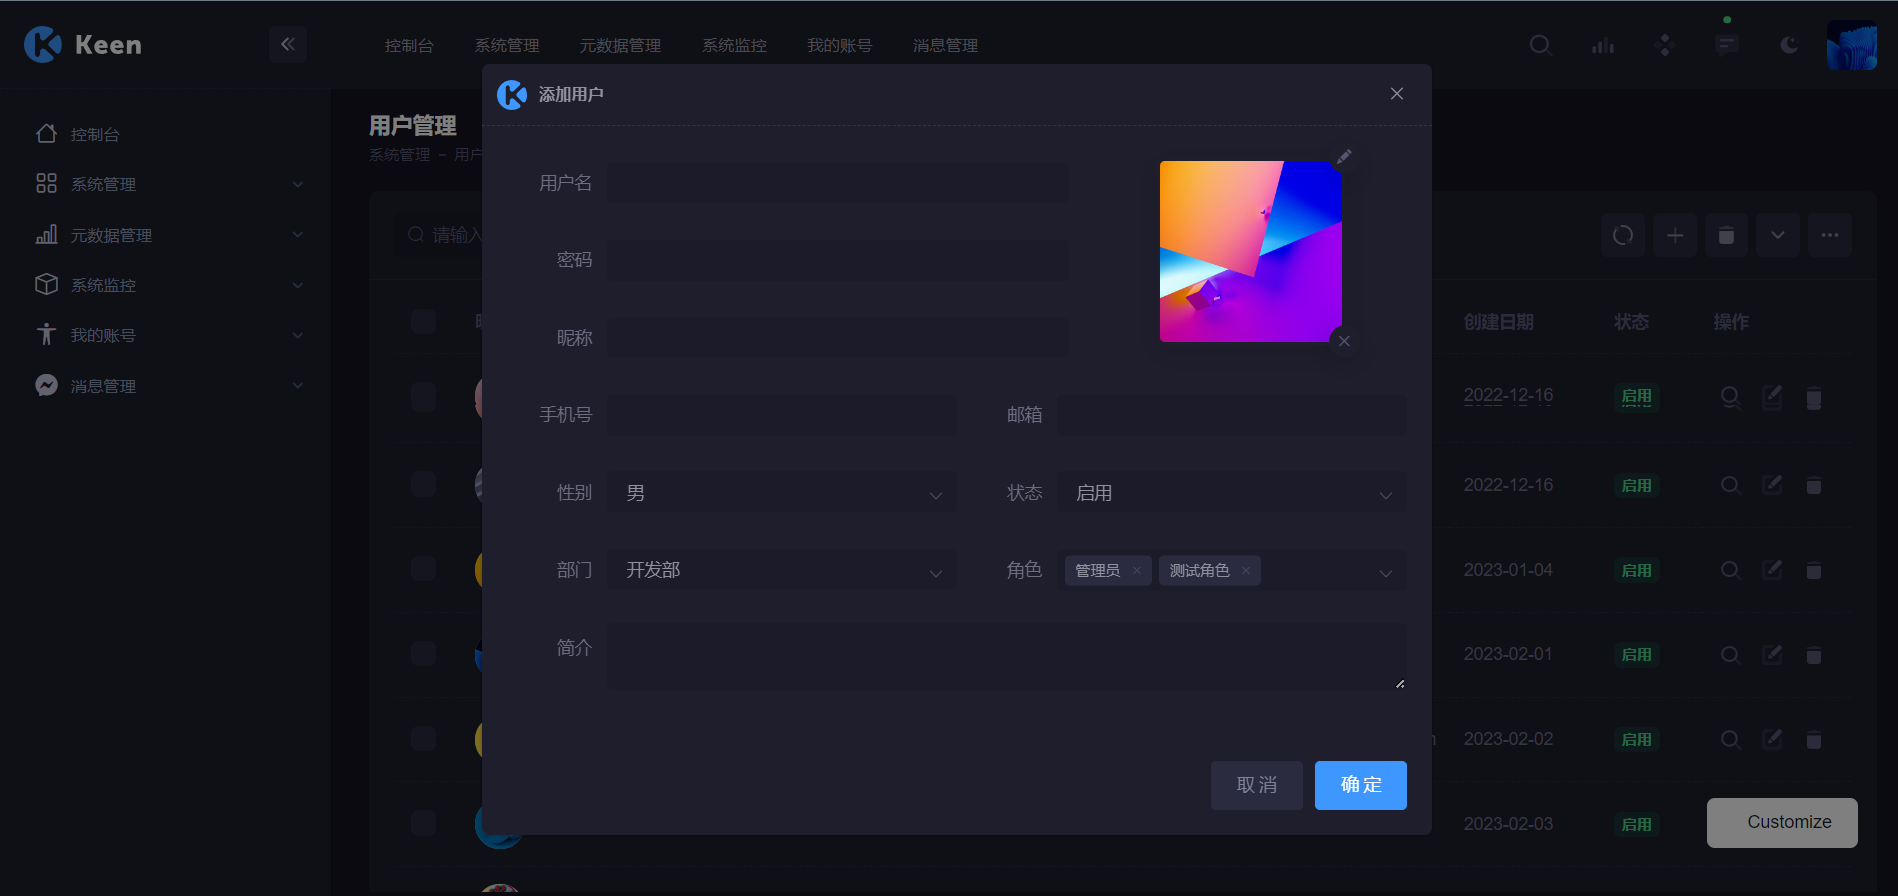 Keen
控制台 系统管理 元数据管理 系统监控 我的账号 消息管理
控制台
系统管理
元数据管理
系统监控
我的账号
消息管理
用户管理
系统管理 - 用户
请输入
添加用户
用户名
密码
昵称
手机号
邮箱
性别 男
状态 启用
部门 开发部
角色 管理员 × 测试角色 ×
简介
取消 确定
创建日期 状态 操作
2022-12-16 启用
2022-12-16 启用
2023-01-04 启用
2023-02-01 启用
2023-02-02 启用
2023-02-03 启用
Customize